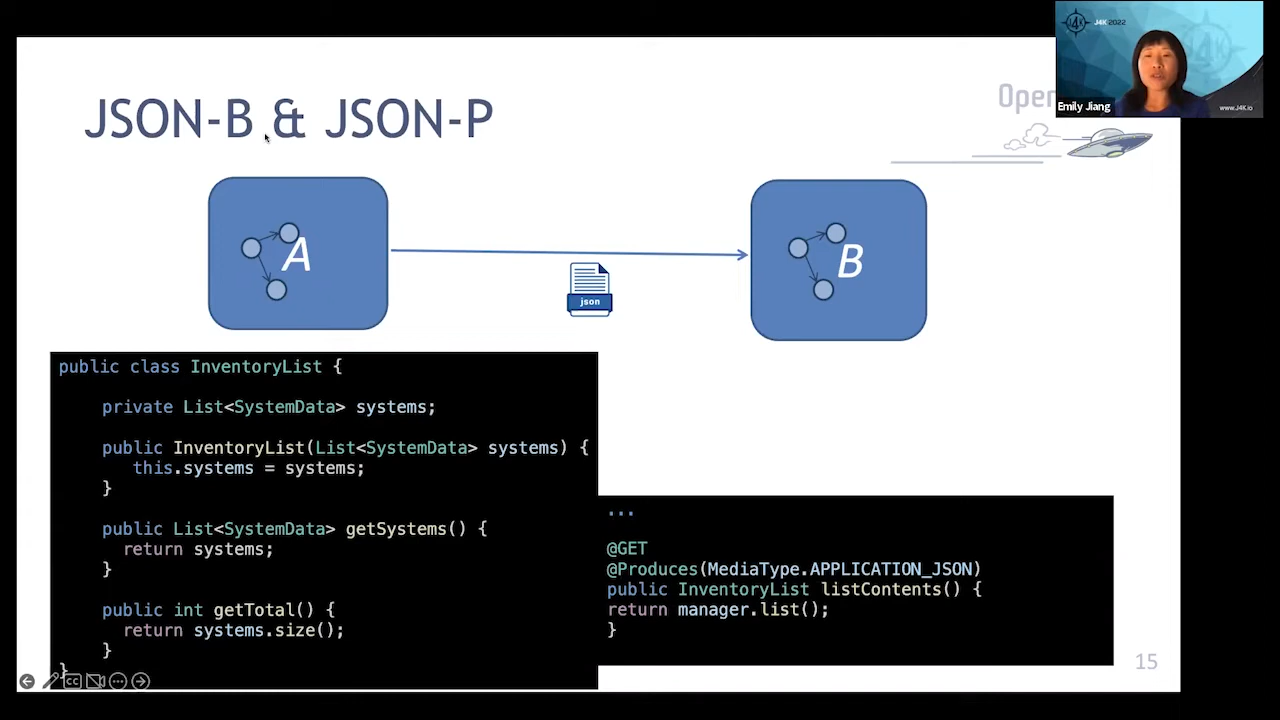 J4K 2022
Emily Jiang
www.J4K.io
Open
JSON-B & JSON-P
A
B
json
public class InventoryList {
private List<SystemData> systems;
public InventoryList(List<SystemData> systems) {
this.systems = systems;
}
public List<SystemData> getSystems() {
return systems;
}
public int getTotal() {
return systems.size();
}
}
...
@GET
@Produces(MediaType.APPLICATION_JSON)
public InventoryList listContents() {
return manager.list();
}
15
CC